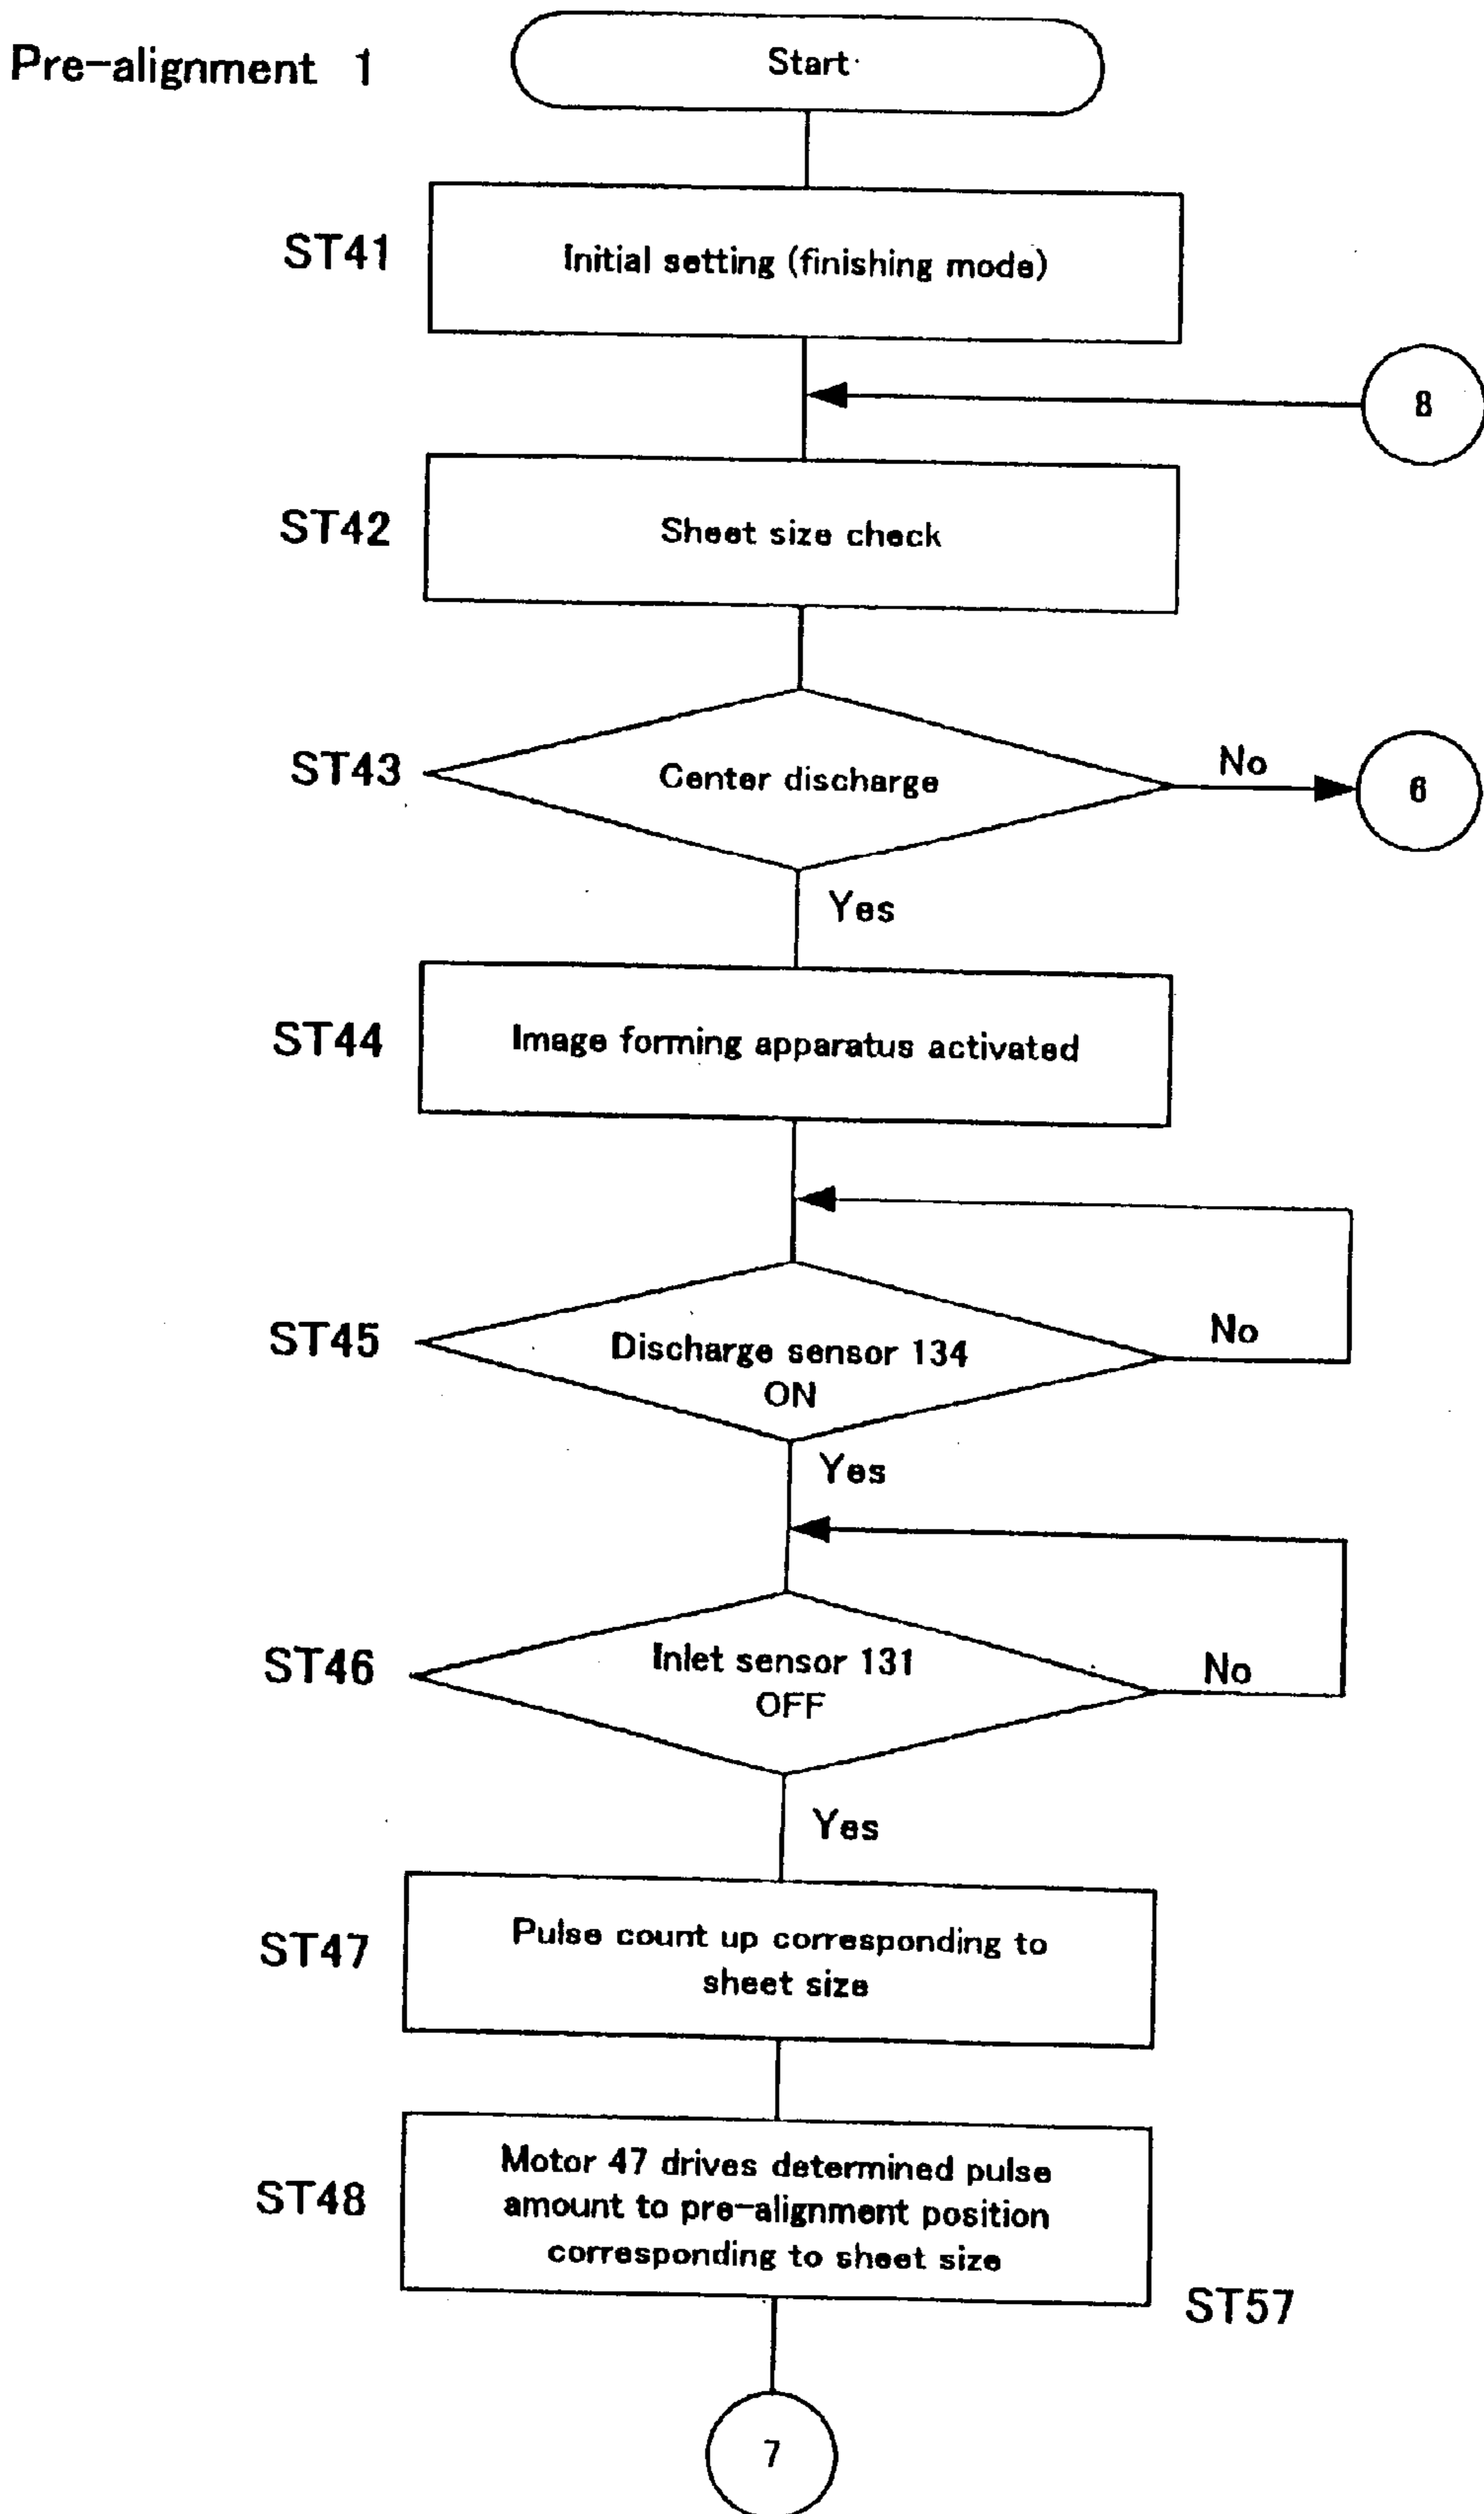 Pre-alignment 1
Start
ST41
Initial setting (finishing mode)
8
ST42
Sheet size check
ST43
Center discharge
No
6
Yes
ST44
Image forming apparatus activated
ST45
Discharge sensor 134
ON
No
Yes
ST46
Inlet sensor 131
OFF
No
Yes
ST47
Pulse count up corresponding to
sheet size
ST48
Motor 47 drives determined pulse
amount to pre-alignment position
corresponding to sheet size
ST57
7